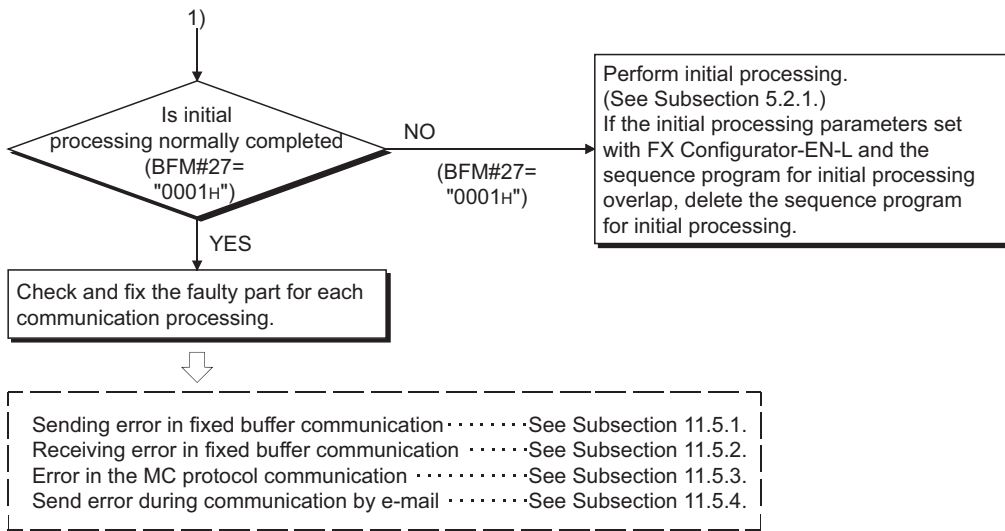 1)
Is initial
processing normally completed
(BFM#27=
"0001H")
NO
(BFM#27=
"0001H")
Perform initial processing.
(See Subsection 5.2.1.)
If the initial processing parameters set
with FX Configurator-EN-L and the
sequence program for initial processing
overlap, delete the sequence program
for initial processing.
YES
Check and fix the faulty part for each
communication processing.
Sending error in fixed buffer communication ········ See Subsection 11.5.1.
Receiving error in fixed buffer communication ······ See Subsection 11.5.2.
Error in the MC protocol communication ·········· See Subsection 11.5.3.
Send error during communication by e-mail ······· See Subsection 11.5.4.